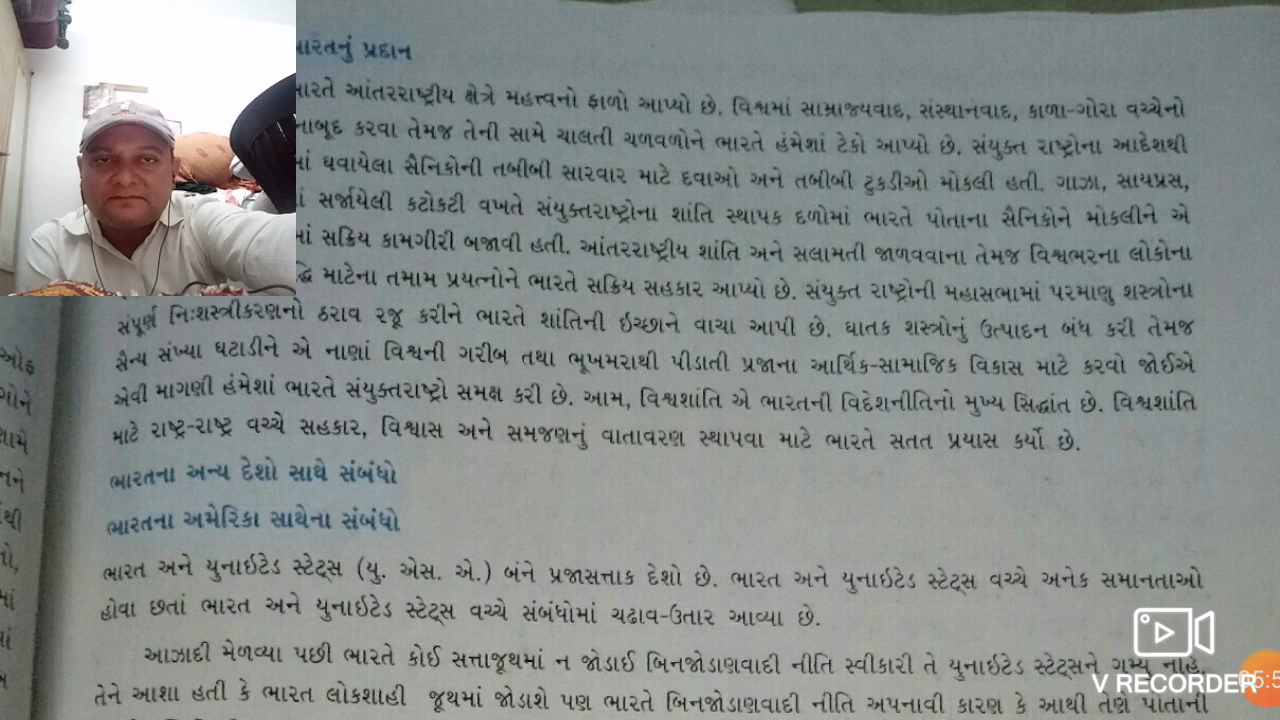 ારતનું પ્રદાન
ારતે આંતરરાષ્ટ્રીય ક્ષેત્રે મહત્ત્વનો ફાળો આપ્યો છે. વિશ્વમાં સામ્રાજ્યવાદ, સંસ્થાનવાદ, કાળા-ગોરા વચ્ચેનો
નાબૂદ કરવા તેમજ તેની સામે ચાલતી ચળવળોને ભારતે હંમેશાં ટેકો આપ્યો છે. સંયુક્ત રાષ્ટ્રોના આદેશથી
ઘવાયેલા સૈનિકોની તબીબી સારવાર માટે દવાઓ અને તબીબી ટુકડીઓ મોકલી હતી. ગાઝા, સાયપ્રસ,
સર્જાયેલી કટોકટી વખતે સંયુક્તરાષ્ટ્રોના શાંતિ સ્થાપક દળોમાં ભારતે પોતાના સૈનિકોને મોકલીને એ
માં સક્રિય કામગીરી બજાવી હતી. આંતરરાષ્ટ્રીય શાંતિ અને સલામતી જાળવવાના તેમજ વિશ્વભરના લોકોના
દ્ધિ માટેના તમામ પ્રયત્નોને ભારતે સક્રિય સહકાર આપ્યો છે. સંયુક્ત રાષ્ટ્રોની મહાસભામાં પરમાણુ શસ્ત્રોના
સંપૂર્ણ નિઃશસ્ત્રીકરણનો ઠરાવ રજૂ કરીને ભારતે શાંતિની ઇચ્છાને વાચા આપી છે. ઘાતક શસ્ત્રોનું ઉત્પાદન બંધ કરી તેમજ
સૈન્ય સંખ્યા ઘટાડીને એ નાણાં વિશ્વની ગરીબ તથા ભૂખમરાથી પીડાતી પ્રજાના આર્થિક-સામાજિક વિકાસ માટે કરવો જોઈએ
એવી માગણી હંમેશાં ભારતે સંયુક્તરાષ્ટ્રો સમક્ષ કરી છે. આમ, વિશ્વશાંતિ એ ભારતની વિદેશનીતિનો મુખ્ય સિદ્ધાંત છે. વિશ્વશાંતિ
માટે રાષ્ટ્ર-રાષ્ટ્ર વચ્ચે સહકાર, વિશ્વાસ અને સમજણનું વાતાવરણ સ્થાપવા માટે ભારતે સતત પ્રયાસ કર્યો છે.
ભારતના અન્ય દેશો સાથે સંબંધો
ભારતના અમેરિકા સાથેના સંબંધો
ભારત અને યુનાઇટેડ સ્ટેટ્સ (યુ. એસ. એ.) બંને પ્રજાસત્તાક દેશો છે. ભારત અને યુનાઇટેડ સ્ટેટ્સ વચ્ચે અનેક સમાનતાઓ
હોવા છતાં ભારત અને યુનાઇટેડ સ્ટેટ્સ વચ્ચે સંબંધોમાં ચઢાવ-ઉતાર આવ્યા છે.
આઝાદી મેળવ્યા પછી ભારતે કોઈ સત્તાજૂથમાં ન જોડાઈ બિનજોડાણવાદી નીતિ સ્વીકારી તે યુનાઇટેડ સ્ટેટ્સને ગમ્યુ નહિ.
તેને આશા હતી કે ભારત લોકશાહી જૂથમાં જોડાશે પણ ભારતે બિનજોડાણવાદી નીતિ અપનાવી કારણ કે આથી તેણે પોતાની
V RECORDER